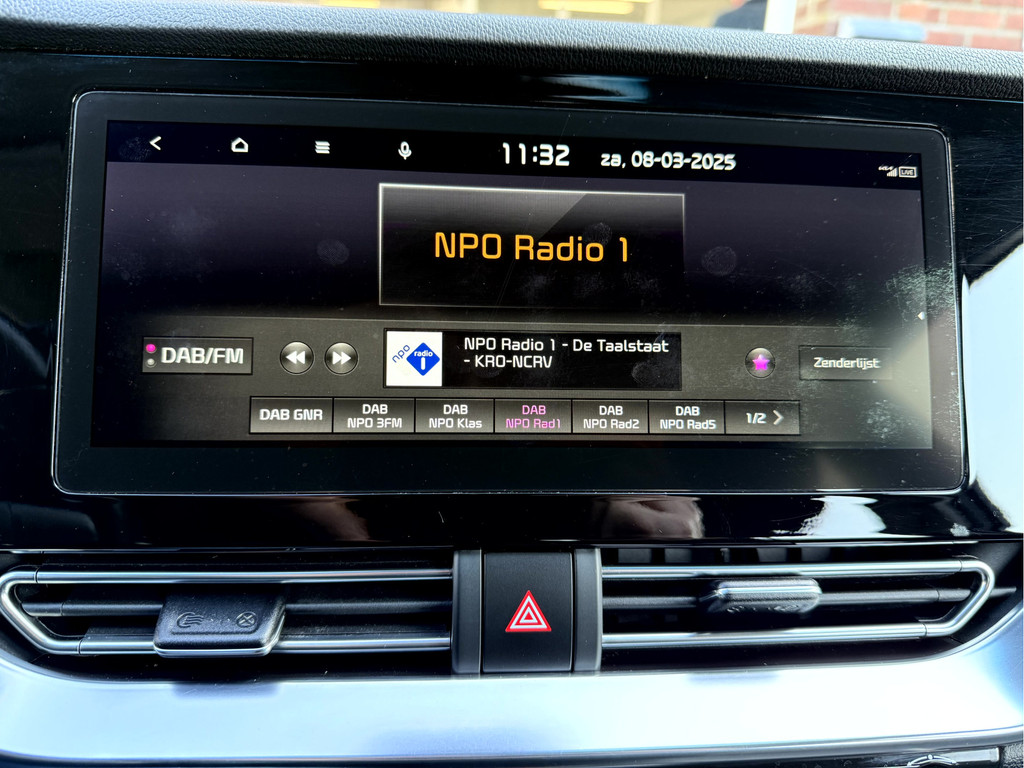 11:32 za, 08-03-2025
LIVE
NPO Radio 1
DAB/FM
npo radio 1
NPO Radio 1 - De Taalstaat
- KRO-NCRV
Zenderlijst
DAB GNR
DAB
NPO 3FM
DAB
NPO Klas
DAB
NPO Rad1
DAB
NPO Rad2
DAB
NPO Rad5
1/2